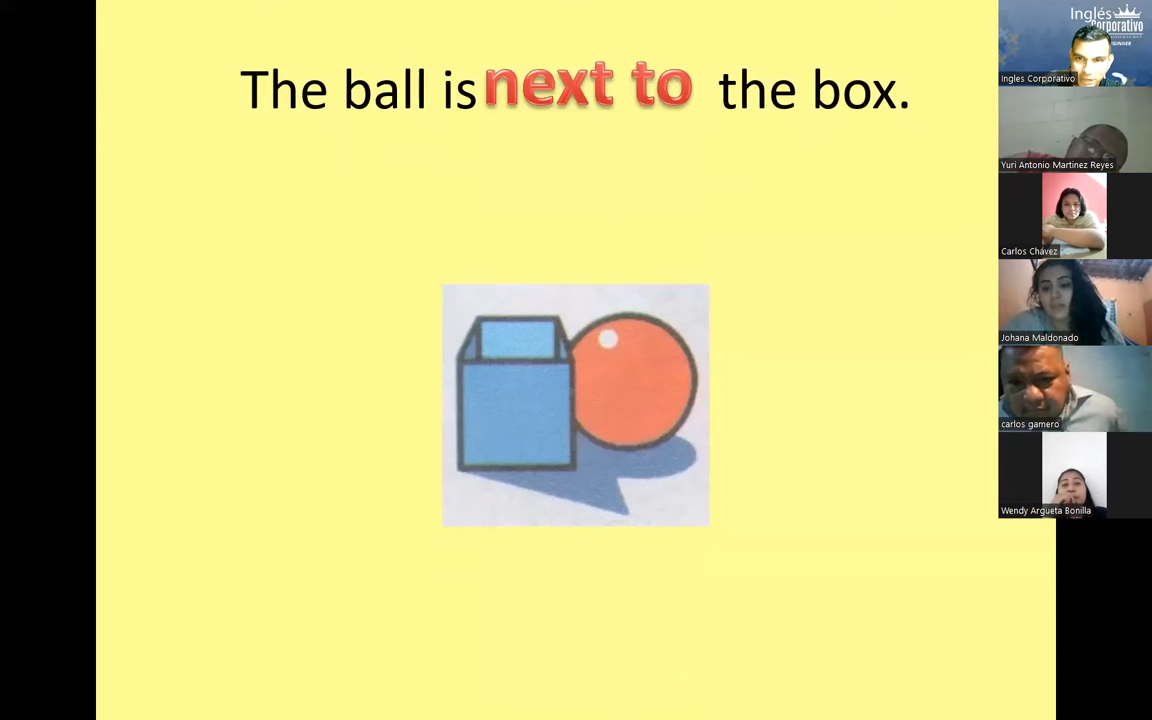 The ball is next to the box.
Inglés
Corporativo
Ingles Corporativo
Yuri Antonio Martinez Reyes
Carlos Chávez
Johana Maldonado
carlos gamero
Wendy Argueta Bonilla